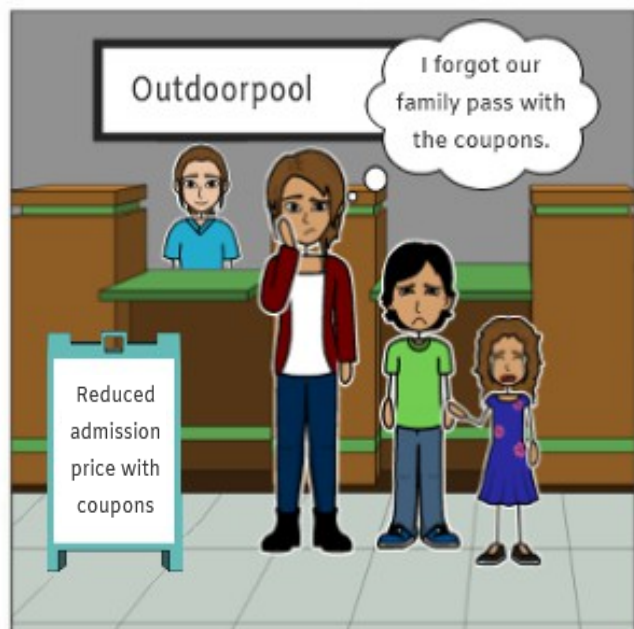 Outdoorpool
I forgot our
family pass with
the coupons.
Reduced
admission
price with
coupons